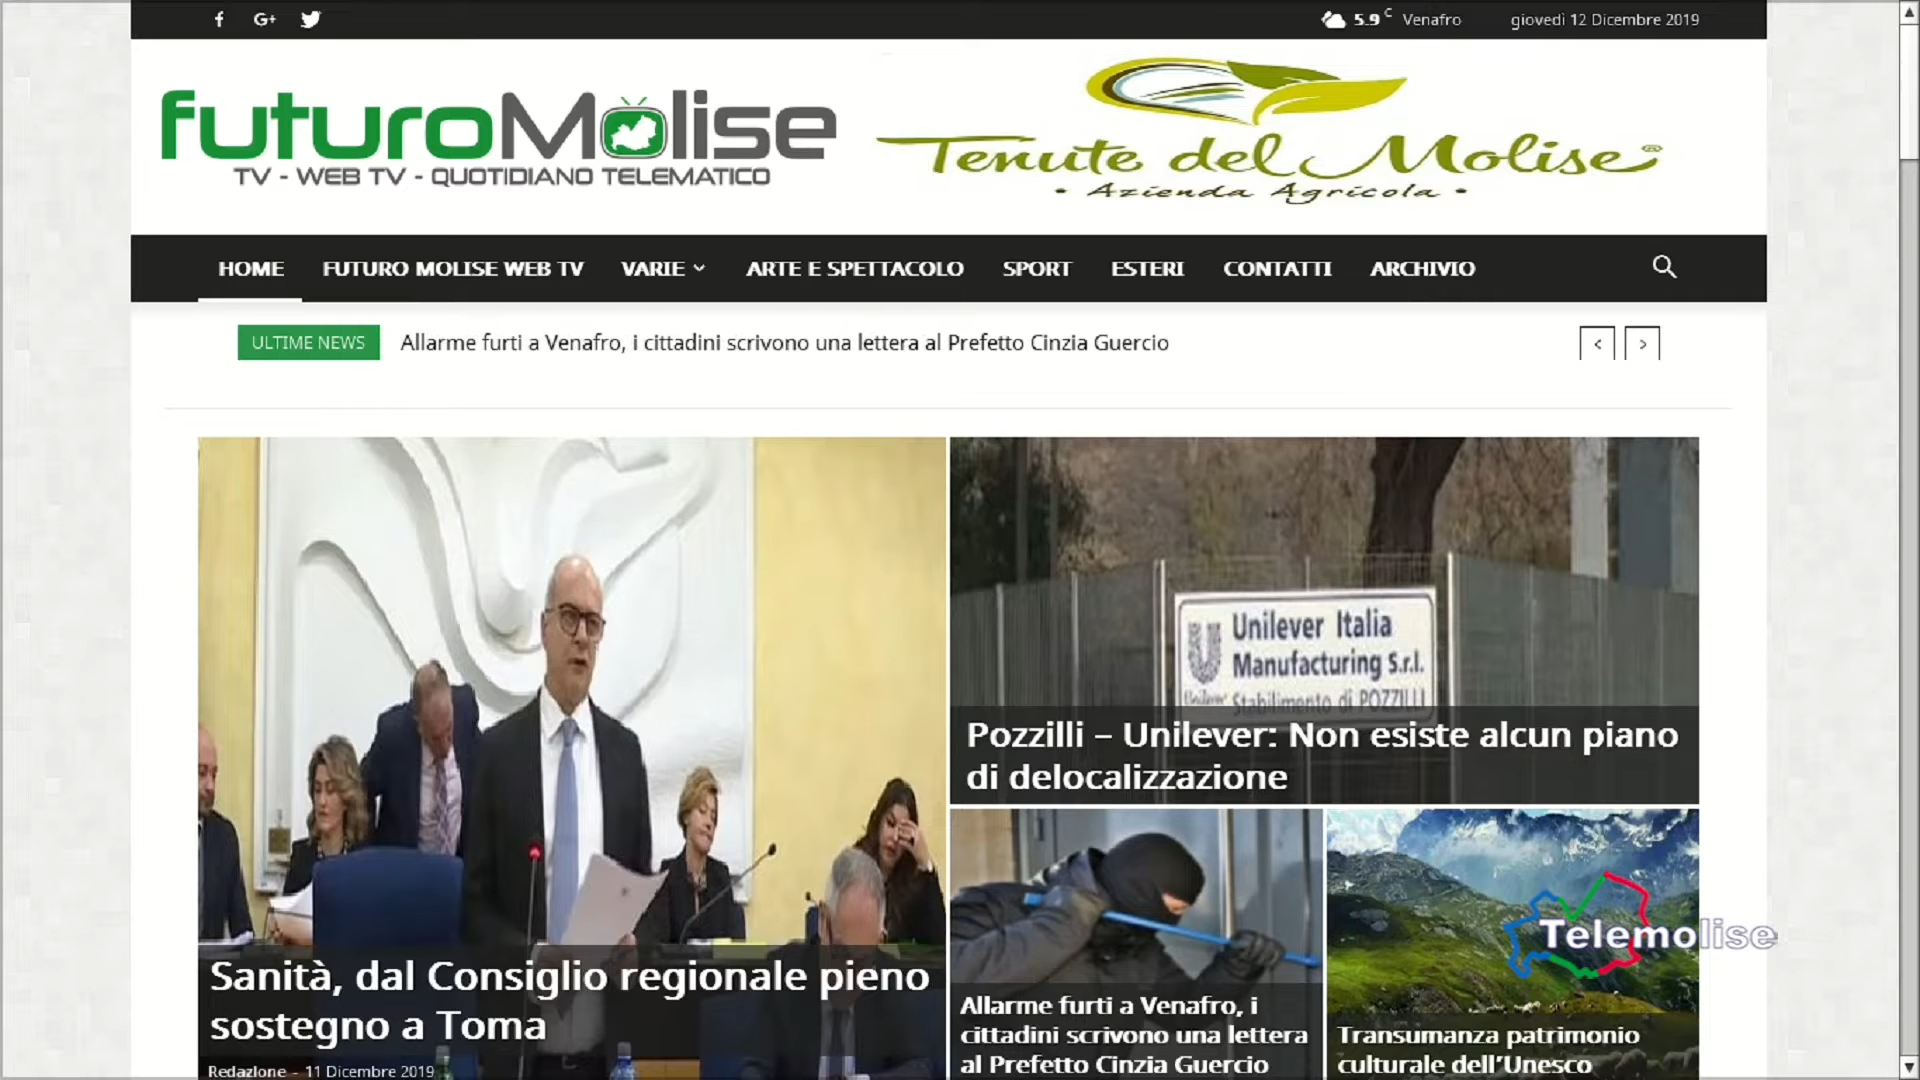 5.9 C Venafro giovedì 12 Dicembre 2019
futuroMolise
TV - WEB TV - QUOTIDIANO TELEMATICO
Tenute del Molise®
• Azienda Agricola •
HOME FUTURO MOLISE WEB TV VARIE ARTE E SPETTACOLO SPORT ESTERI CONTATTI ARCHIVIO
ULTIME NEWS Allarme furti a Venafro, i cittadini scrivono una lettera al Prefetto Cinzia Guercio
Unilever Italia
Manufacturing S.r.l.
Unilever Stabilimento di POZZILLI
Pozzilli – Unilever: Non esiste alcun piano
di delocalizzazione
Sanità, dal Consiglio regionale pieno
sostegno a Toma
Redazione - 11 Dicembre 2019
Allarme furti a Venafro, i
cittadini scrivono una lettera
al Prefetto Cinzia Guercio
Telemolise
Transumanza patrimonio
culturale dell'Unesco